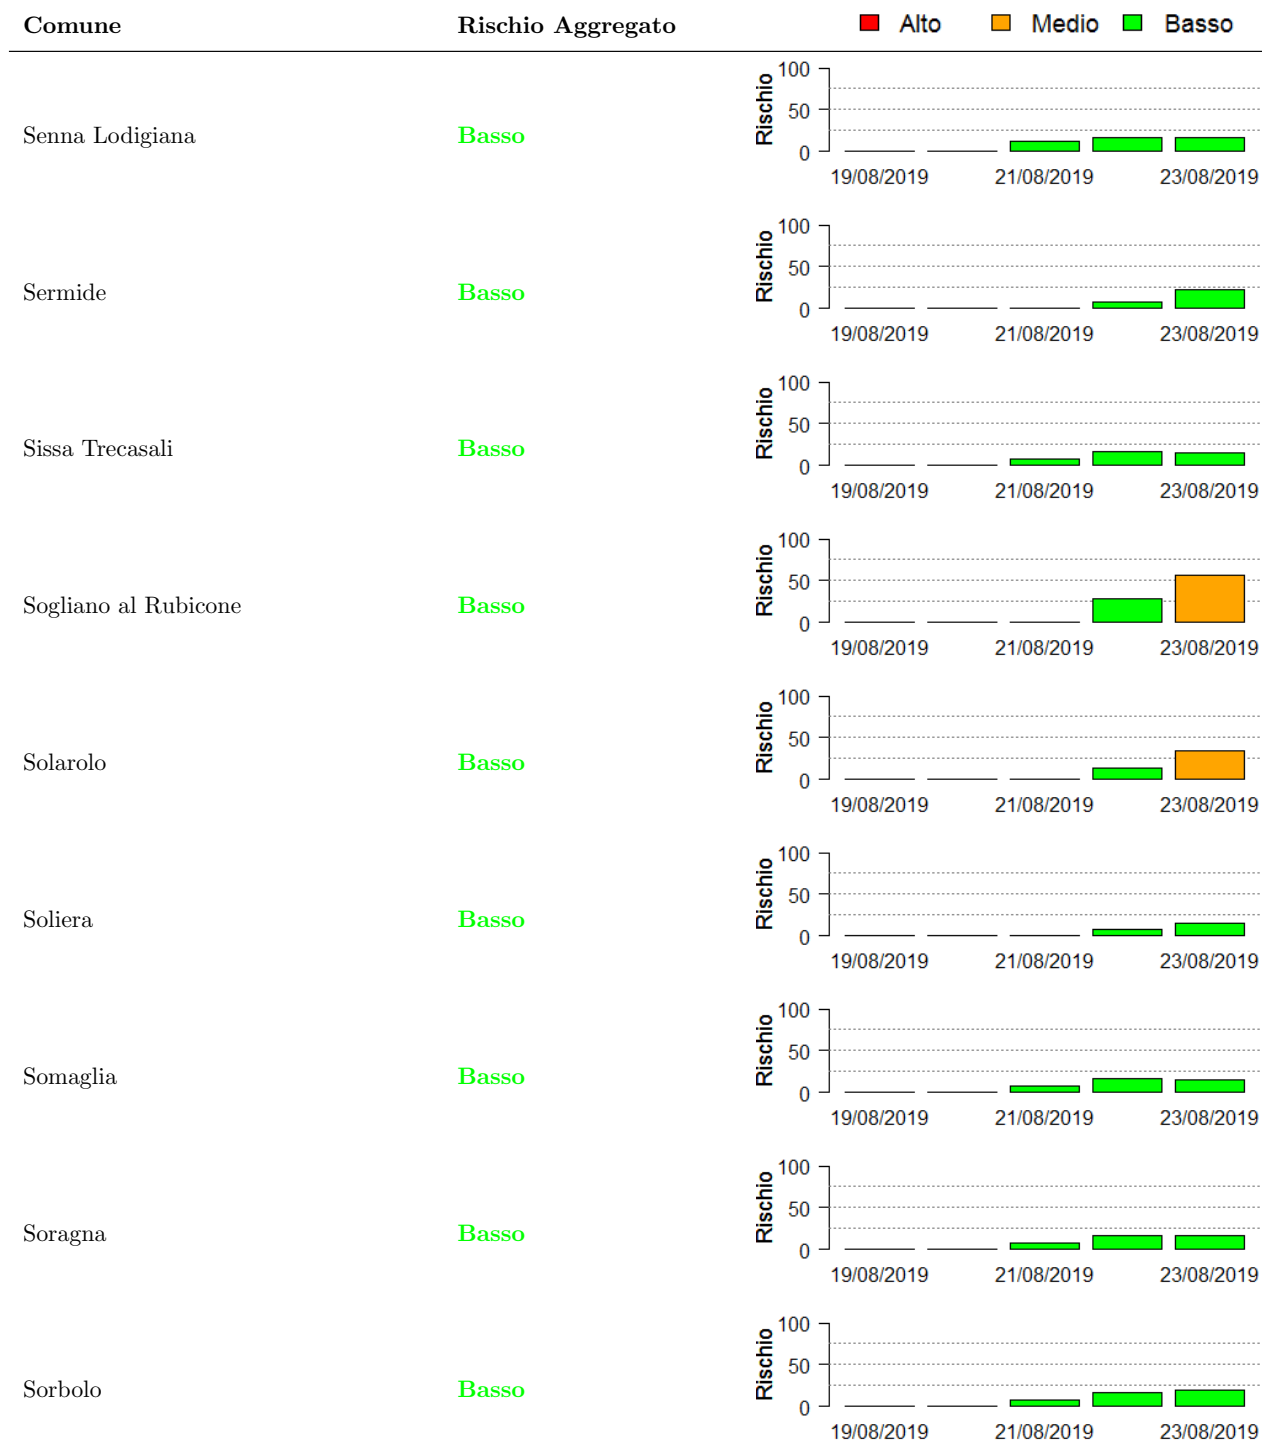 Comune Rischio Aggregato Alto Medio Basso
Senna Lodigiana Basso Rischio 100 50 0
19/08/2019 21/08/2019 23/08/2019
Sermide Basso Rischio 100 50 0
19/08/2019 21/08/2019 23/08/2019
Sissa Trecasali Basso Rischio 100 50 0
19/08/2019 21/08/2019 23/08/2019
Sogliano al Rubicone Basso Rischio 100 50 0
19/08/2019 21/08/2019 23/08/2019
Solarolo Basso Rischio 100 50 0
19/08/2019 21/08/2019 23/08/2019
Soliera Basso Rischio 100 50 0
19/08/2019 21/08/2019 23/08/2019
Somaglia Basso Rischio 100 50 0
19/08/2019 21/08/2019 23/08/2019
Soragna Basso Rischio 100 50 0
19/08/2019 21/08/2019 23/08/2019
Sorbolo Basso Rischio 100 50 0
19/08/2019 21/08/2019 23/08/2019